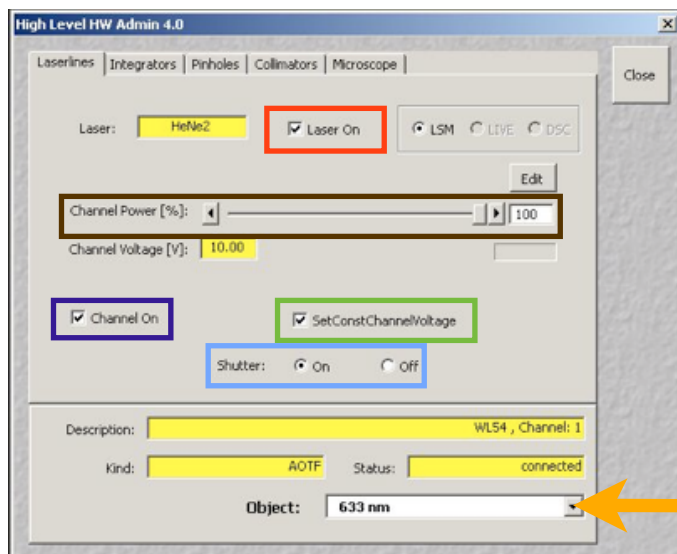 High Level HW Admin 4.0
Laserlines Integrators Pinholes Collimators Microscope
Close
Laser: HeNe2 Laser On LSM LIVE DSC
Edit
Channel Power [%]: 100
Channel Voltage [V]: 10.00
Channel On SetConstChannelVoltage
Shutter: On Off
Description: WL54 , Channel: 1
Kind: AOTF Status: connected
Object: 633 nm